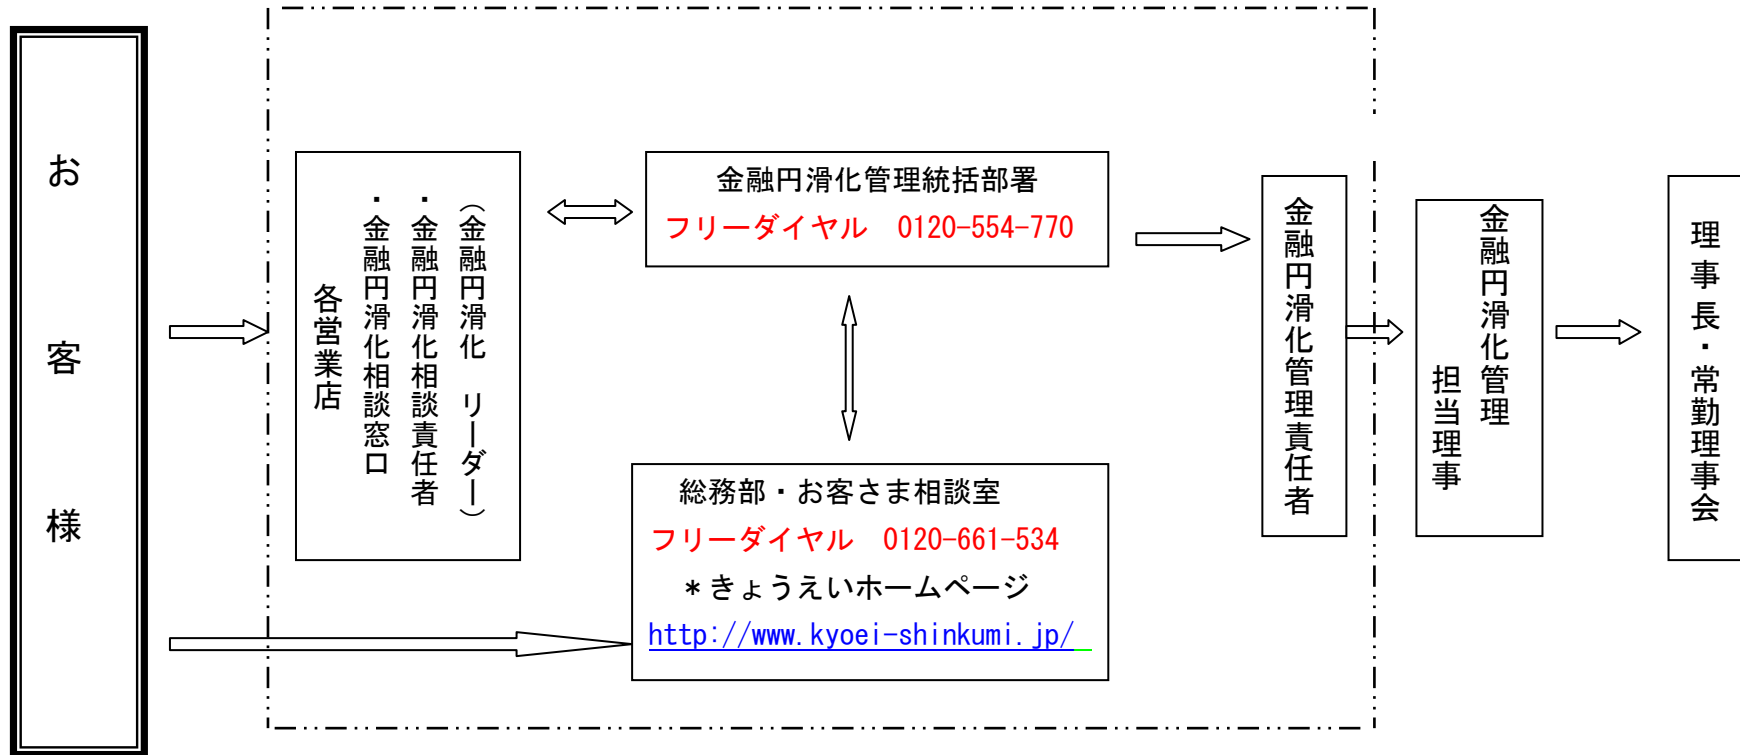 お客様
各営業店
・金融円滑化相談窓口
・金融円滑化相談責任者
（金融円滑化　リーダー）
金融円滑化管理統括部署
フリーダイヤル　0120-554-770
総務部・お客さま相談室
フリーダイヤル　0120-661-534
＊きょうえいホームページ
http://www.kyoei-shinkumi.jp/
金融円滑化管理責任者
金融円滑化管理
担当理事
理事長・常勤理事会